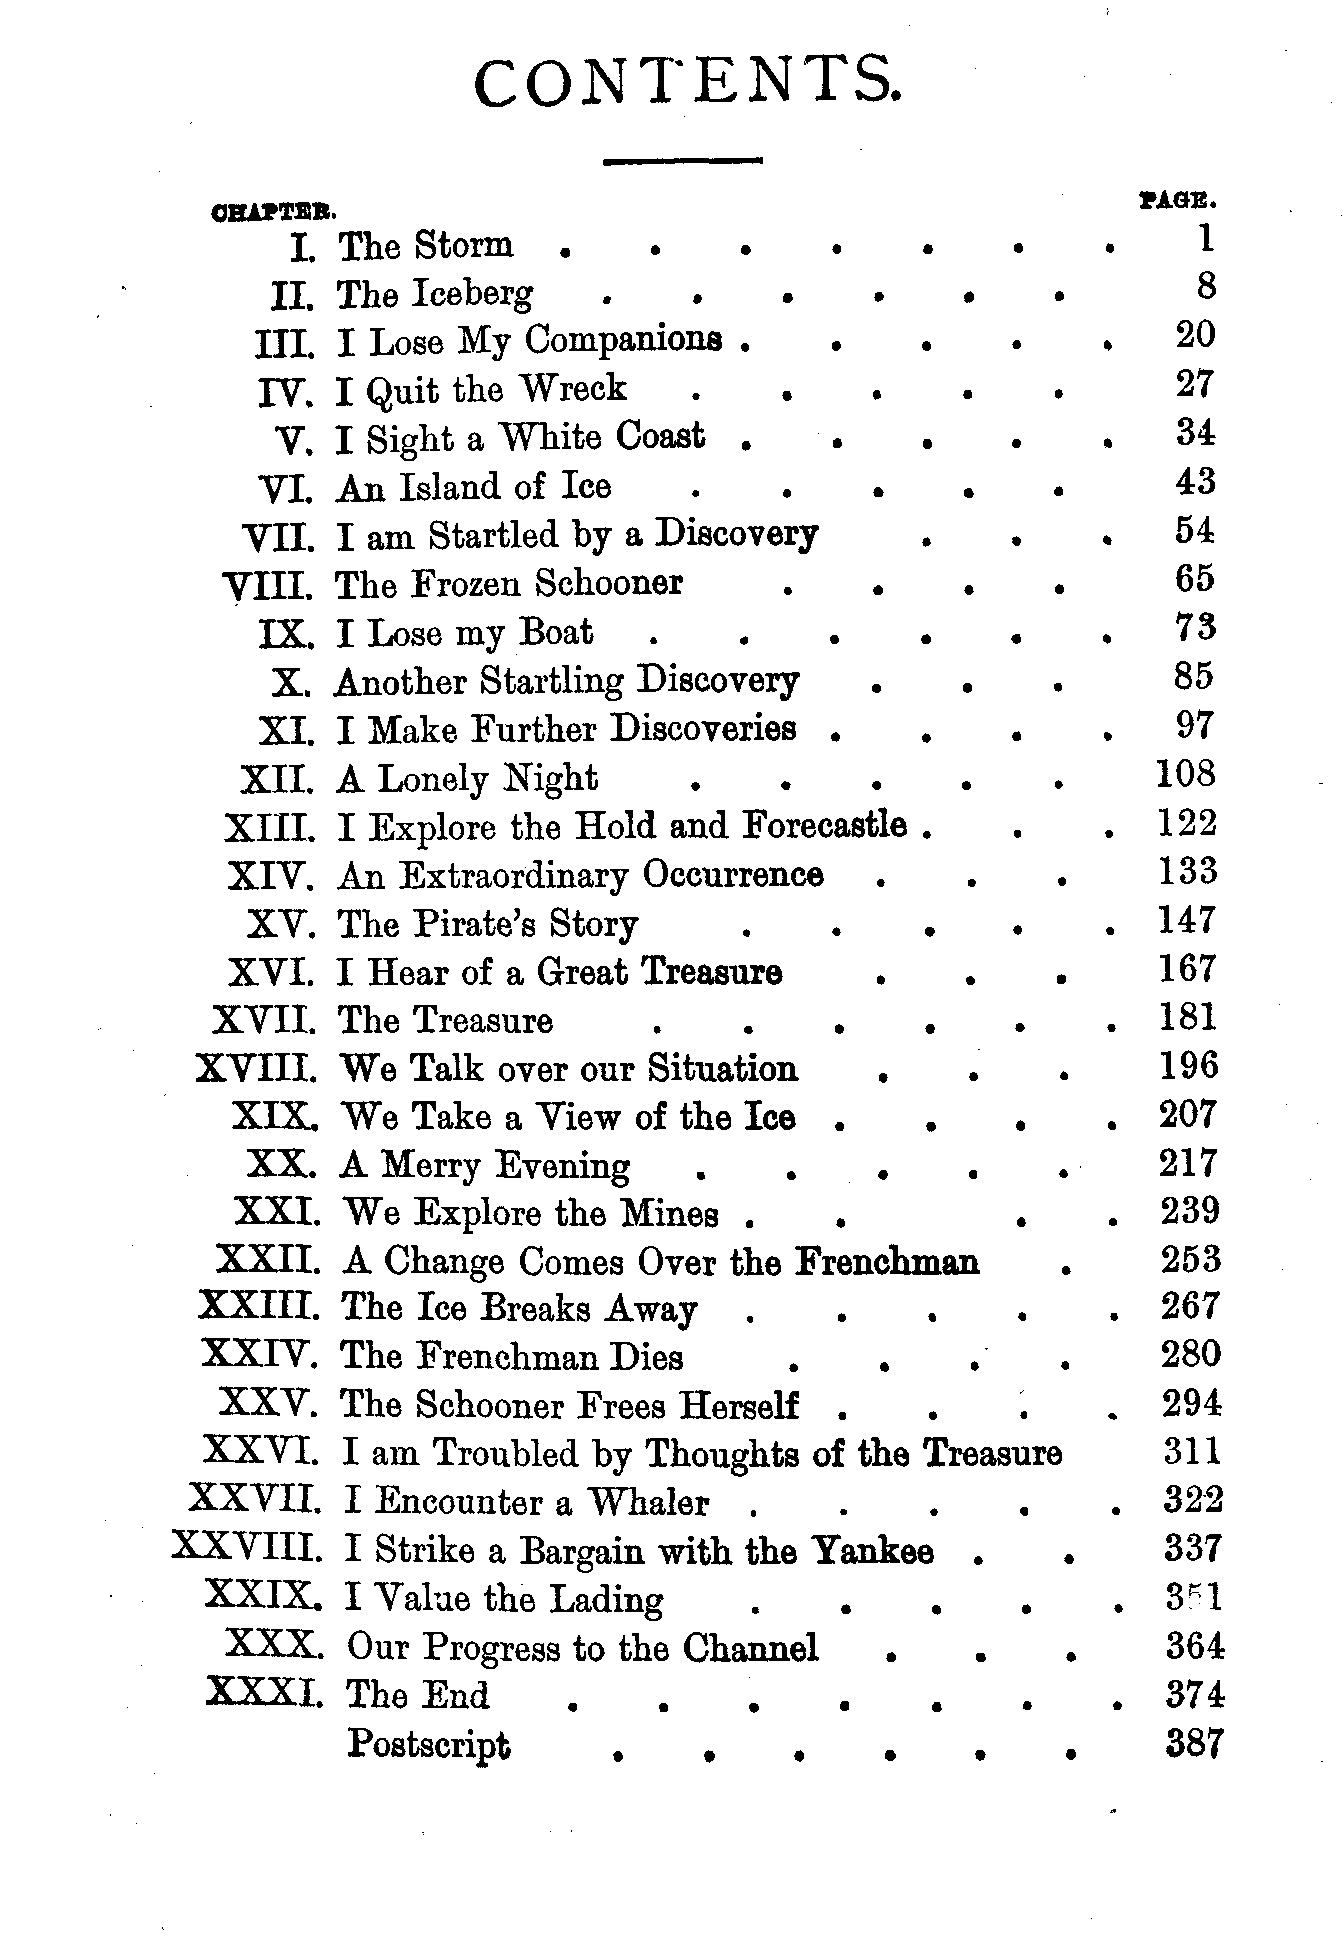 CONTENTS.
CHAPTER. PAGE.
I. The Storm . . . . . . . 1
II. The Iceberg . . . . . . 8
III. I Lose My Companions . . . . . 20
IV. I Quit the Wreck . . . . . 27
V. I Sight a White Coast . . . . . 34
VI. An Island of Ice . . . . . 43
VII. I am Startled by a Discovery . . . 54
VIII. The Frozen Schooner . . . . 65
IX. I Lose my Boat . . . . . . 73
X. Another Startling Discovery . . . 85
XI. I Make Further Discoveries . . . . 97
XII. A Lonely Night . . . . . 108
XIII. I Explore the Hold and Forecastle . . . 122
XIV. An Extraordinary Occurrence . . . 133
XV. The Pirate's Story . . . . . 147
XVI. I Hear of a Great Treasure . . . 167
XVII. The Treasure . . . . . . 181
XVIII. We Talk over our Situation . . . 196
XIX. We Take a View of the Ice . . . . 207
XX. A Merry Evening . . . . . 217
XXI. We Explore the Mines . . . . 239
XXII. A Change Comes Over the Frenchman . 253
XXIII. The Ice Breaks Away . . . . . 267
XXIV. The Frenchman Dies . . . . 280
XXV. The Schooner Frees Herself . . . . 294
XXVI. I am Troubled by Thoughts of the Treasure 311
XXVII. I Encounter a Whaler . . . . . 322
XXVIII. I Strike a Bargain with the Yankee . . 337
XXIX. I Value the Lading . . . . . 351
XXX. Our Progress to the Channel . . . 364
XXXI. The End . . . . . . . 374
Postscript . . . . . . 387